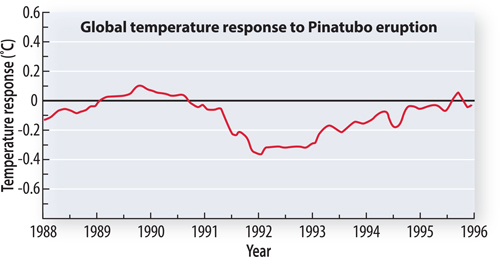 Global temperature response to Pinatubo eruption
Temperature response (°C)
0.6
0.4
0.2
0
-0.2
-0.4
-0.6
1988 1989 1990 1991 1992 1993 1994 1995 1996
Year